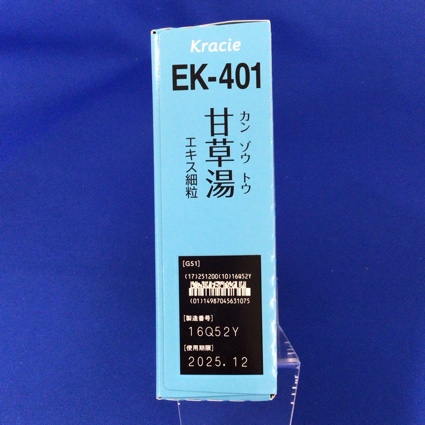 Kracie
EK-401
甘草湯
カンゾウトウ
エキス細粒
[GS1]
(17)251200(10)16Q52Y
(01)14987045631075
[製造番号]
16Q52Y
[使用期限]
2025.12